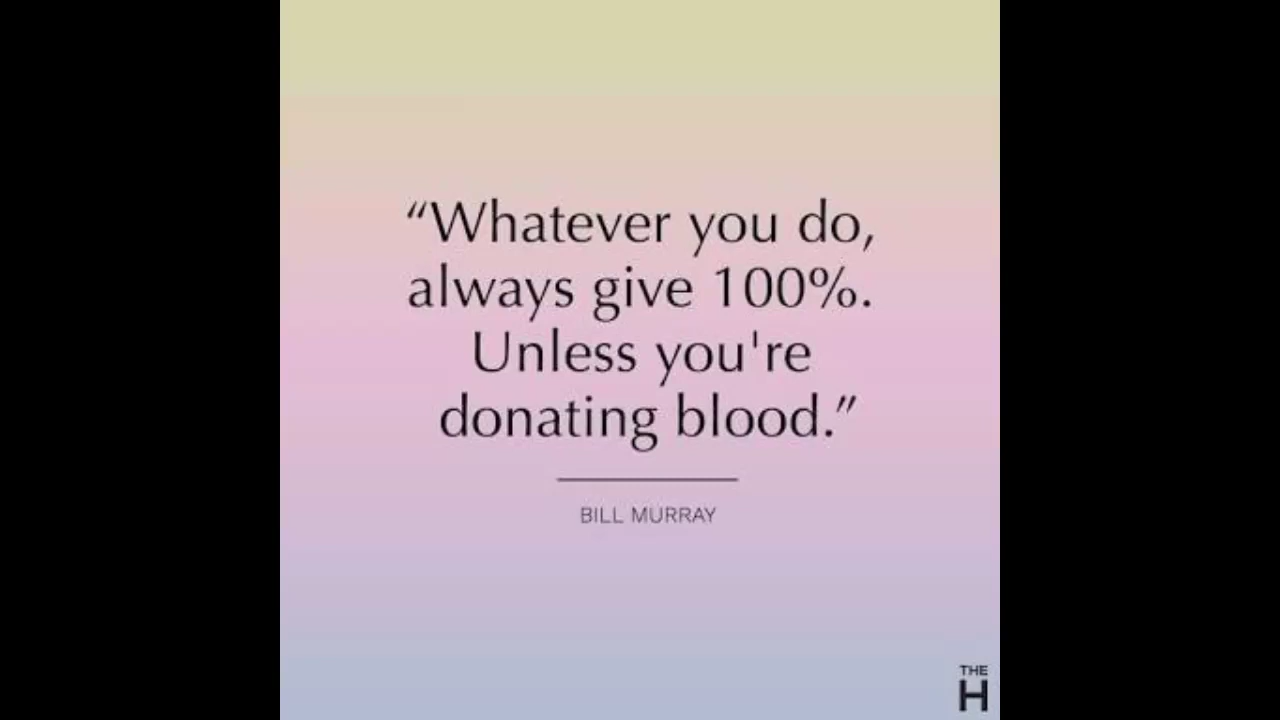 “Whatever you do,
always give 100%.
Unless you're
donating blood.”
BILL MURRAY
THE
H